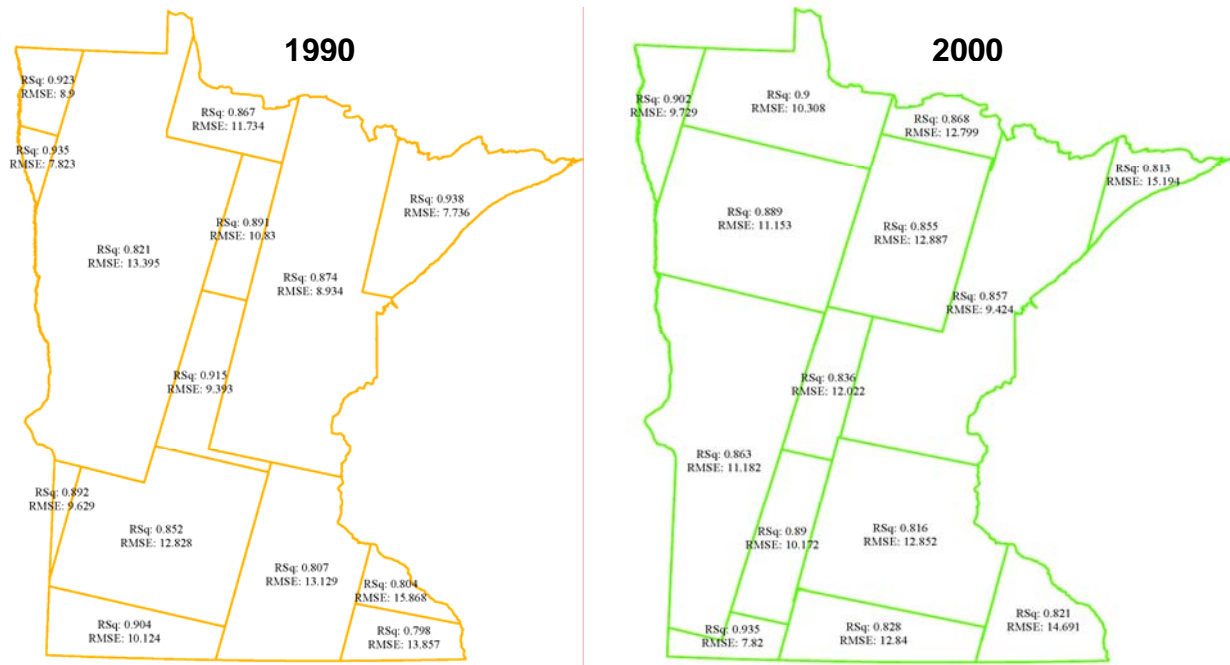 1990
RSq: 0.923
RMSE: 8.9
RSq: 0.867
RMSE: 11.734
RSq: 0.935
RMSE: 7.823
RSq: 0.938
RMSE: 7.736
RSq: 0.891
RMSE: 10.83
RSq: 0.821
RMSE: 13.395
RSq: 0.874
RMSE: 8.934
RSq: 0.915
RMSE: 9.393
RSq: 0.892
RMSE: 9.629
RSq: 0.852
RMSE: 12.828
RSq: 0.807
RMSE: 13.129
RSq: 0.804
RMSE: 15.868
RSq: 0.904
RMSE: 10.124
RSq: 0.798
RMSE: 13.857
2000
RSq: 0.902
RMSE: 9.729
RSq: 0.9
RMSE: 10.308
RSq: 0.868
RMSE: 12.799
RSq: 0.813
RMSE: 15.194
RSq: 0.889
RMSE: 11.153
RSq: 0.855
RMSE: 12.887
RSq: 0.857
RMSE: 9.424
RSq: 0.836
RMSE: 12.022
RSq: 0.863
RMSE: 11.182
RSq: 0.89
RMSE: 10.172
RSq: 0.816
RMSE: 12.852
RSq: 0.935
RMSE: 7.82
RSq: 0.828
RMSE: 12.84
RSq: 0.821
RMSE: 14.691